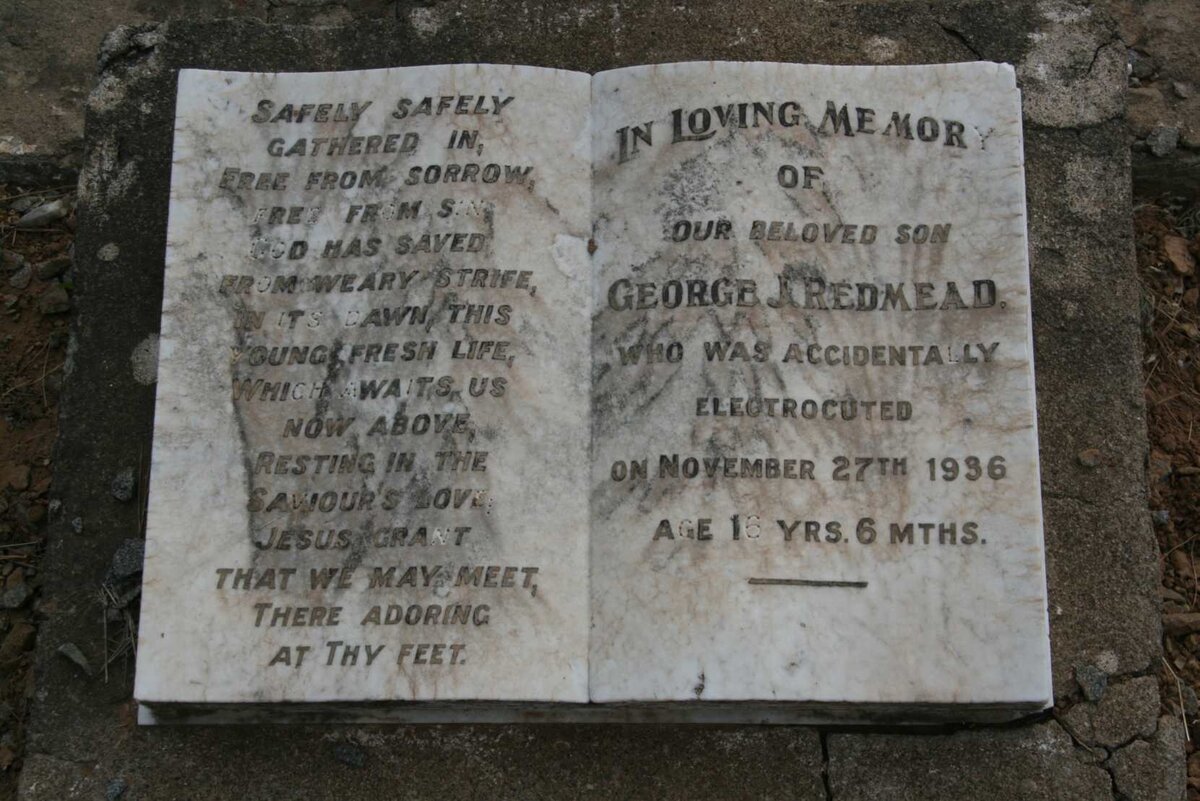 SAFELY SAFELY
GATHERED IN,
FREE FROM SORROW,
FREE FROM SIN,
GOD HAS SAVED
FROM WEARY STRIFE,
IN ITS DAWN, THIS
YOUNG FRESH LIFE,
WHICH AWAITS US
NOW ABOVE,
RESTING IN THE
SAVIOUR'S LOVE,
JESUS GRANT
THAT WE MAY MEET,
THERE ADORING
AT THY FEET.
IN LOVING MEMORY
OF
OUR BELOVED SON
GEORGE J. REDMEAD.
WHO WAS ACCIDENTALLY
ELECTROCUTED
ON NOVEMBER 27TH 1936
AGE 16 YRS. 6 MTHS.